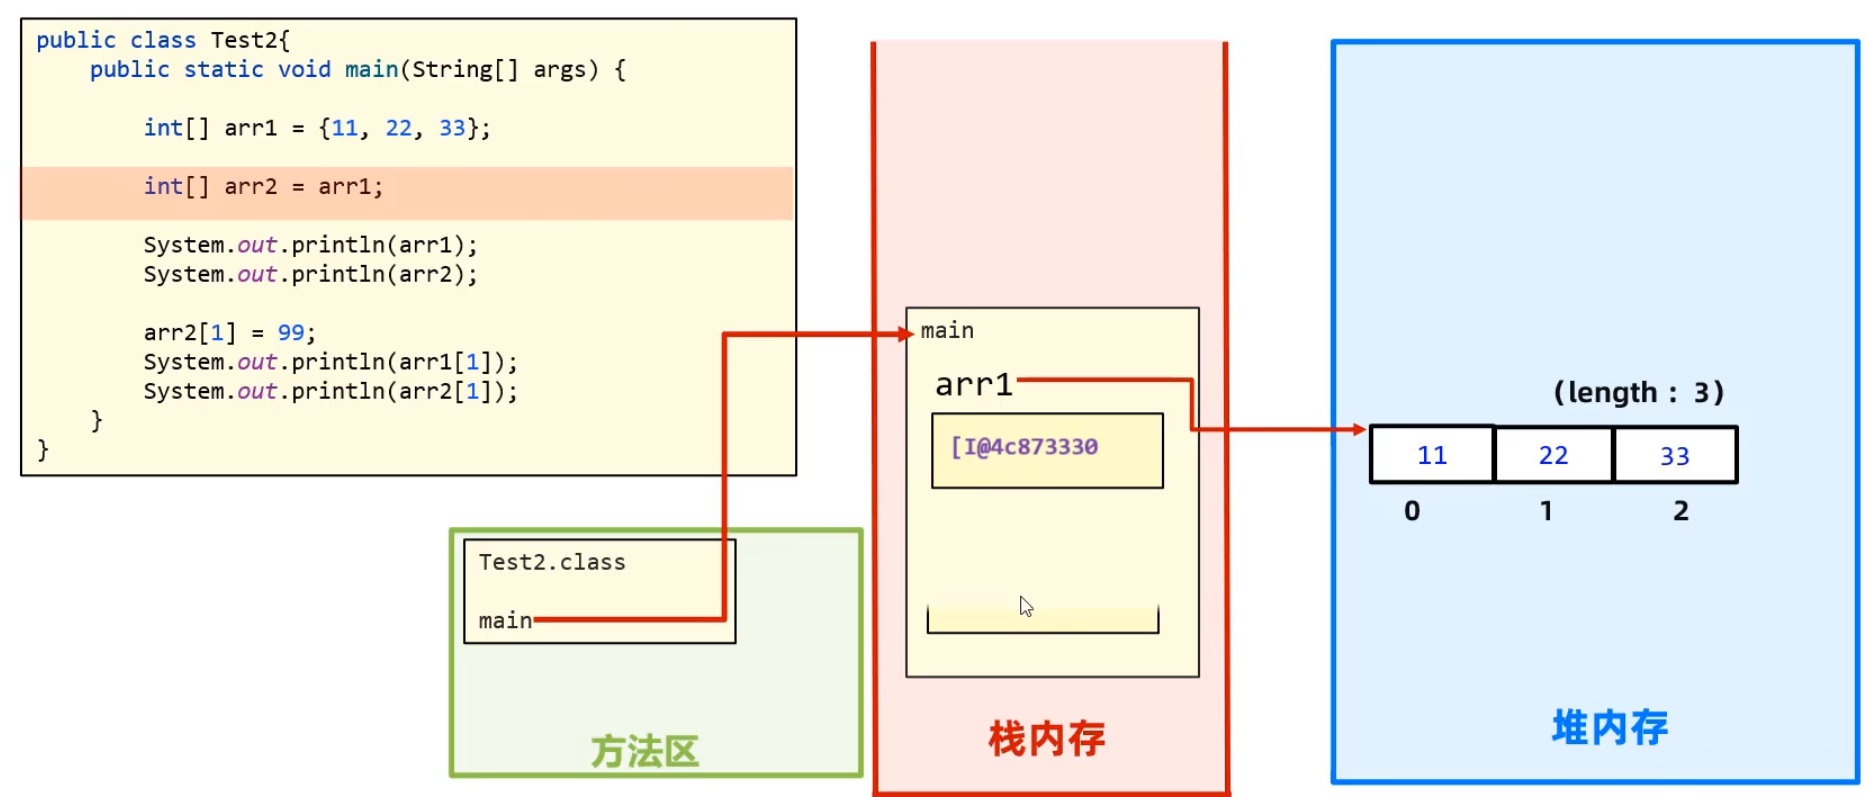 public class Test2{
public static void main(String[] args) {
int[] arr1 = {11, 22, 33};
int[] arr2 = arr1;
System.out.println(arr1);
System.out.println(arr2);
arr2[1] = 99;
System.out.println(arr1[1]);
System.out.println(arr2[1]);
}
}
Test2.class
main
方法区
main
arr1
[I@4c873330
栈内存
(length : 3)
11 22 33
0 1 2
堆内存